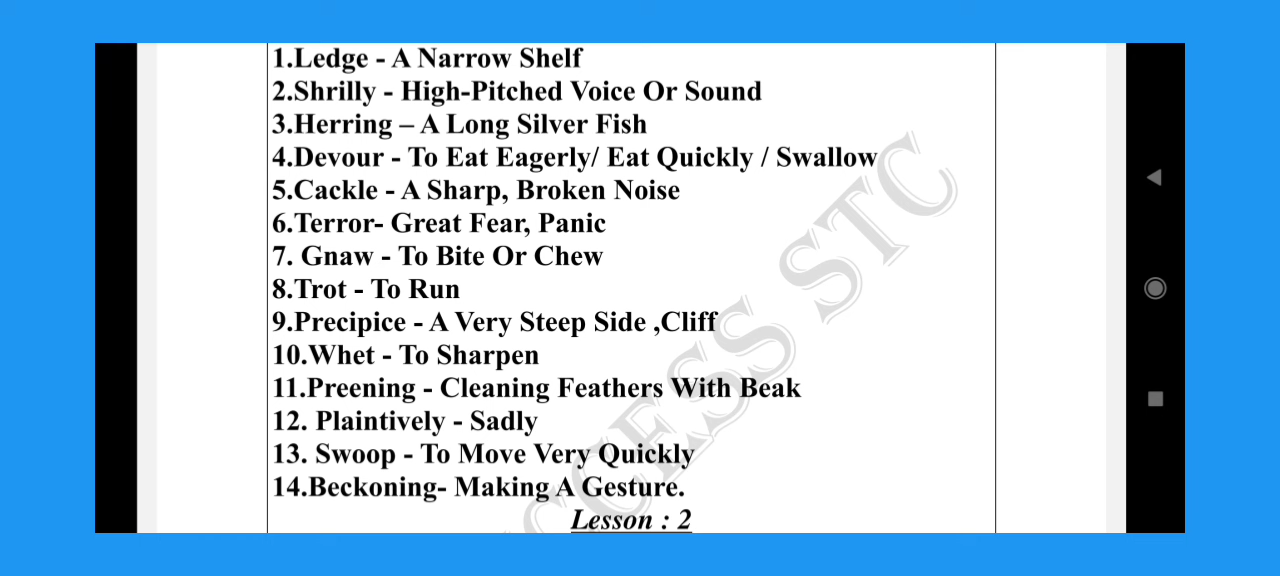 1.Ledge - A Narrow Shelf
2.Shrilly - High-Pitched Voice Or Sound
3.Herring – A Long Silver Fish
4.Devour - To Eat Eagerly/ Eat Quickly / Swallow
5.Cackle - A Sharp, Broken Noise
6.Terror- Great Fear, Panic
7. Gnaw - To Bite Or Chew
8.Trot - To Run
9.Precipice - A Very Steep Side ,Cliff
10.Whet - To Sharpen
11.Preening - Cleaning Feathers With Beak
12. Plaintively - Sadly
13. Swoop - To Move Very Quickly
14.Beckoning- Making A Gesture.
Lesson : 2
CCESS STC